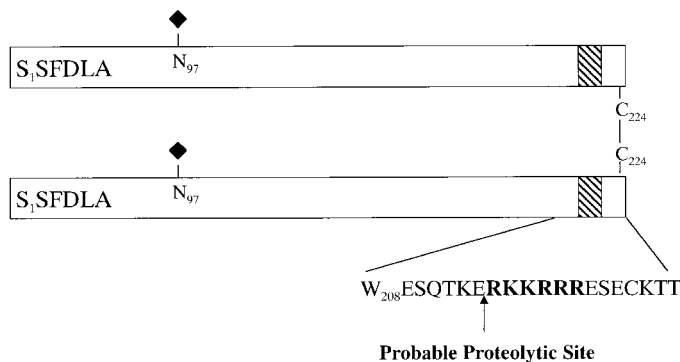 S₁SFDLA
N₉₇
C₂₂₄
C₂₂₄
S₁SFDLA
N₉₇
W₂₀₈ESQTKERKKRRRESECKTT
Probable Proteolytic Site